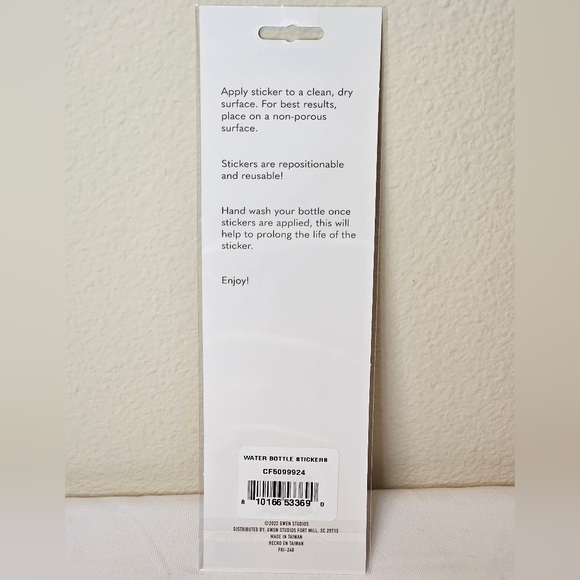 Apply sticker to a clean, dry
surface. For best results,
place on a non-porous
surface.
Stickers are repositionable
and reusable!
Hand wash your bottle once
stickers are applied, this will
help to prolong the life of the
sticker.
Enjoy!
WATER BOTTLE STICKERS
CF5099924
8 10166 53369 0
©2022 GWEN STUDIOS
DISTRIBUTED BY: GWEN STUDIOS FORT MILL, SC 29715
MADE IN TAIWAN
HECHO EN TAIWAN
FRJ-248